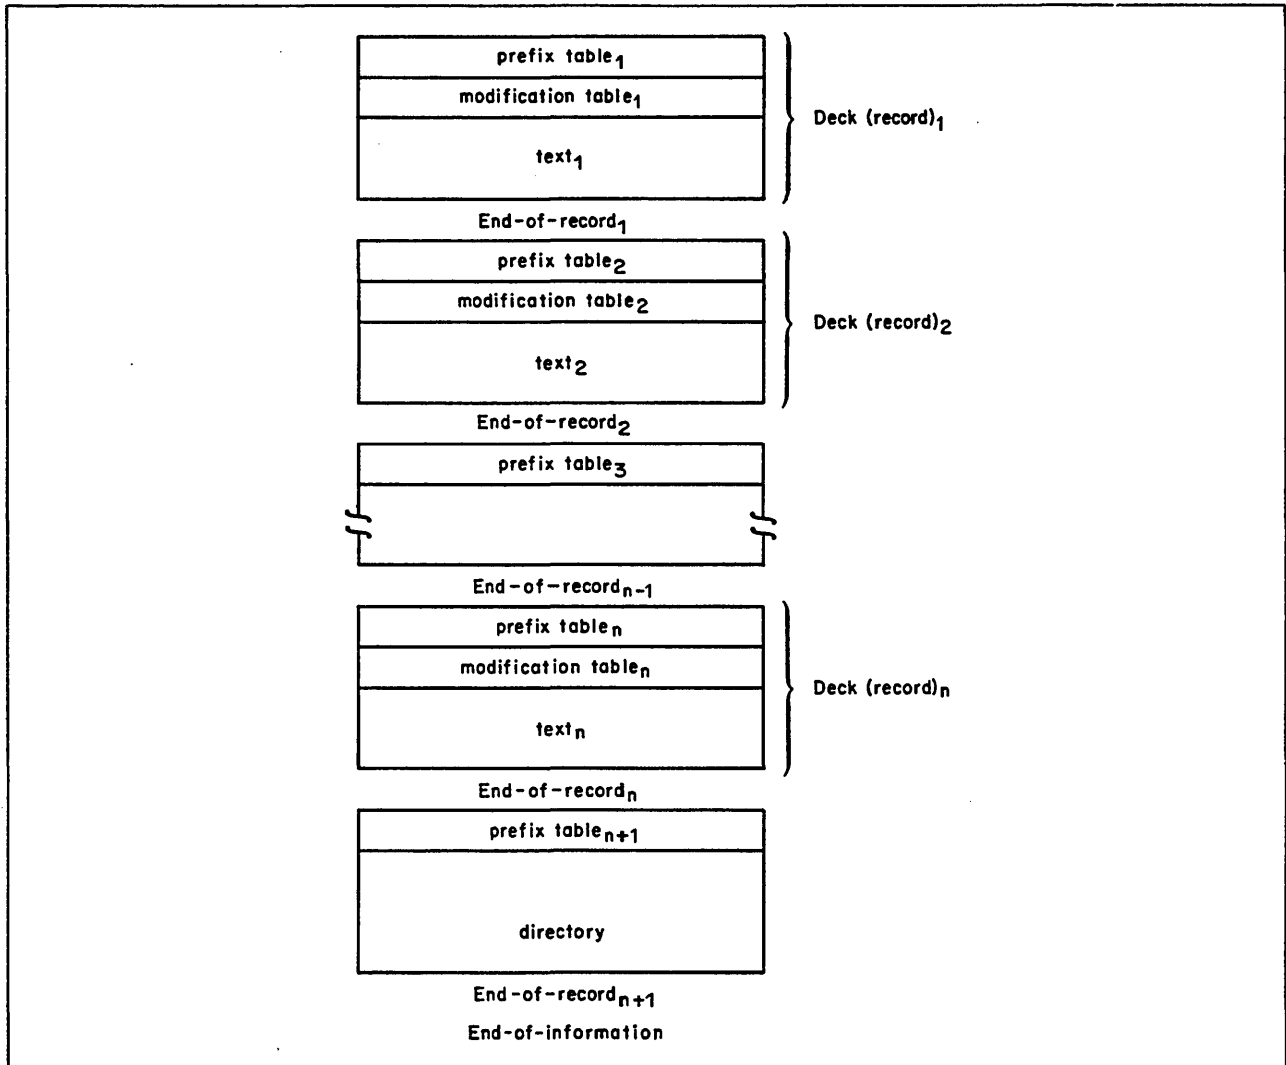 prefix table₁
modification table₁
Deck (record)₁
text₁
End-of-record₁
prefix table₂
modification table₂
Deck (record)₂
text₂
End-of-record₂
prefix table₃
End-of-recordₙ₋₁
prefix tableₙ
modification tableₙ
Deck (record)ₙ
textₙ
End-of-recordₙ
prefix tableₙ₊₁
directory
End-of-recordₙ₊₁
End-of-information